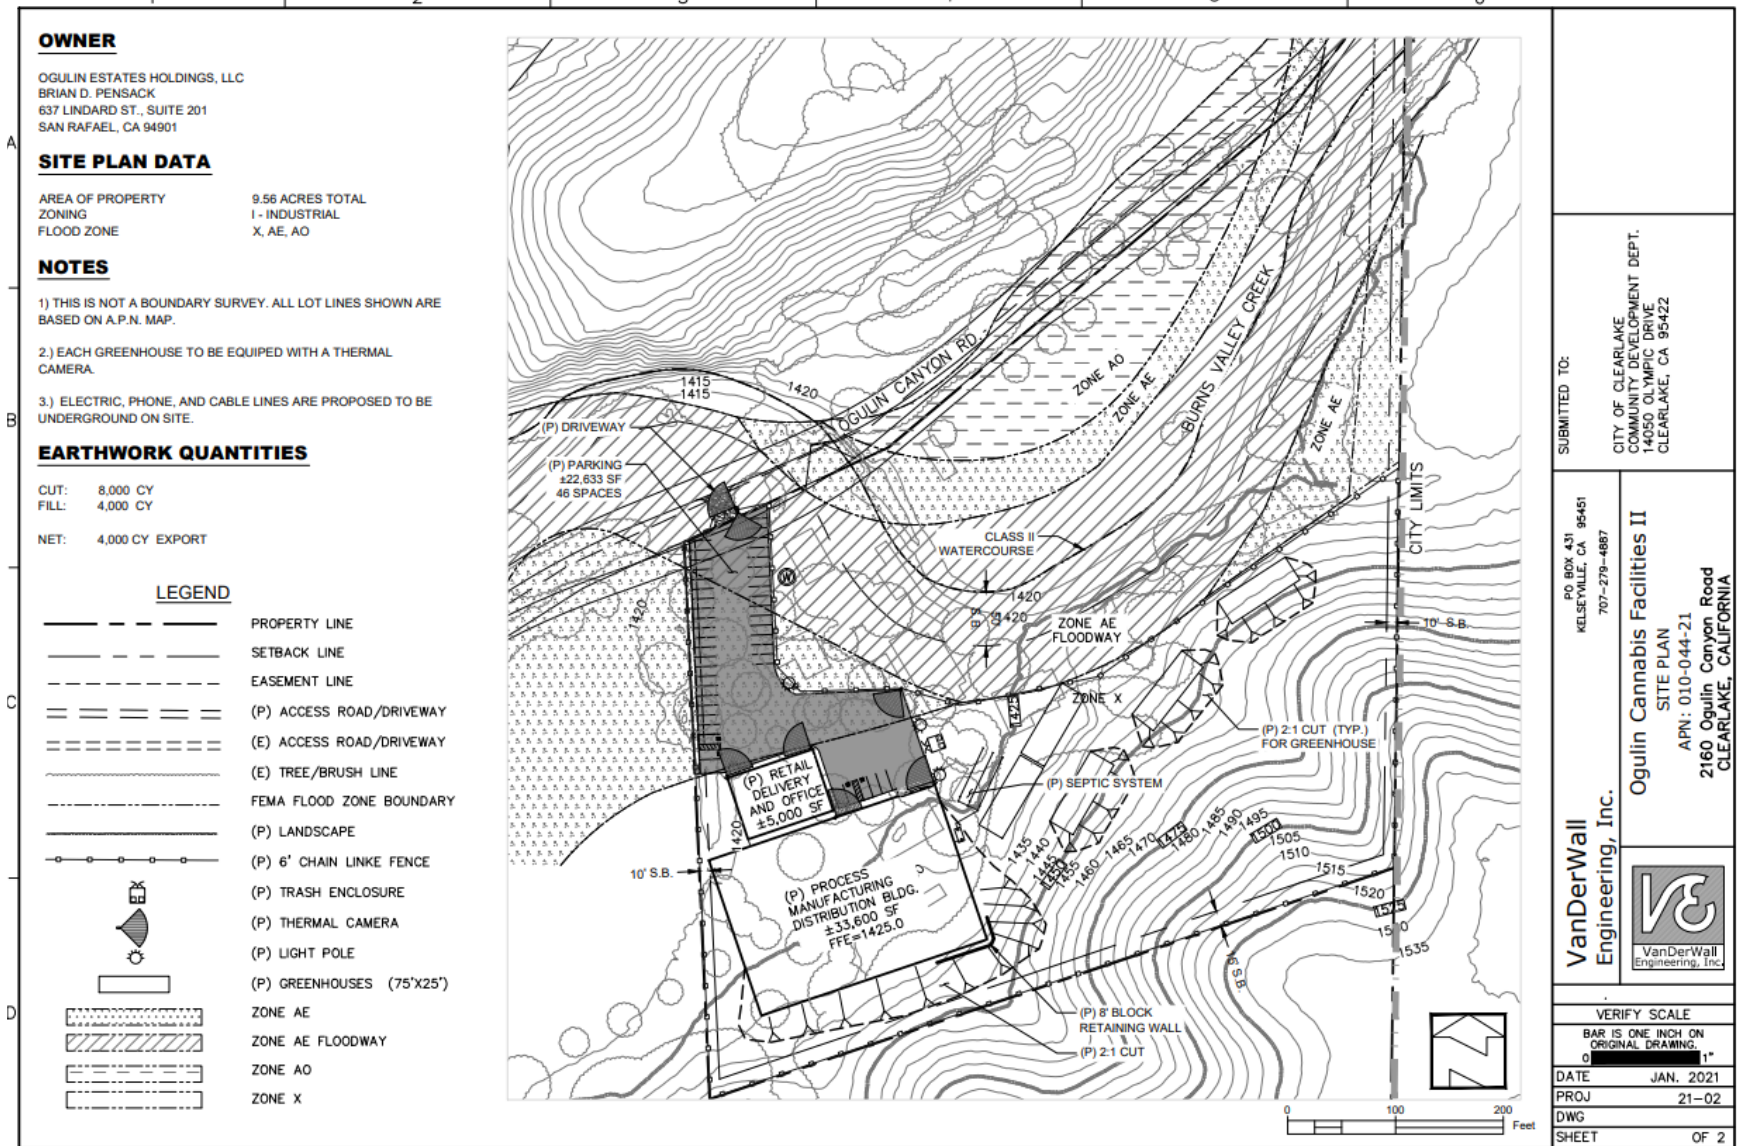 OWNER
OGULIN ESTATES HOLDINGS, LLC
BRIAN D. PENSACK
637 LINDARD ST., SUITE 201
SAN RAFAEL, CA 94901
SITE PLAN DATA
AREA OF PROPERTY 9.56 ACRES TOTAL
ZONING I - INDUSTRIAL
FLOOD ZONE X, AE, AO
NOTES
1) THIS IS NOT A BOUNDARY SURVEY. ALL LOT LINES SHOWN ARE
BASED ON A.P.N. MAP.
2.) EACH GREENHOUSE TO BE EQUIPED WITH A THERMAL
CAMERA.
3.) ELECTRIC, PHONE, AND CABLE LINES ARE PROPOSED TO BE
UNDERGROUND ON SITE.
EARTHWORK QUANTITIES
CUT: 8,000 CY
FILL: 4,000 CY
NET: 4,000 CY EXPORT
LEGEND
PROPERTY LINE
SETBACK LINE
EASEMENT LINE
(P) ACCESS ROAD/DRIVEWAY
(E) ACCESS ROAD/DRIVEWAY
(E) TREE/BRUSH LINE
FEMA FLOOD ZONE BOUNDARY
(P) LANDSCAPE
(P) 6' CHAIN LINKE FENCE
(P) TRASH ENCLOSURE
(P) THERMAL CAMERA
(P) LIGHT POLE
(P) GREENHOUSES (75'X25')
ZONE AE
ZONE AE FLOODWAY
ZONE AO
ZONE X
A
B
C
D
1415
1415
1420
OGULIN CANYON RD.
(P) DRIVEWAY
(P) PARKING
±22,633 SF
46 SPACES
ZONE AO
ZONE AE
BURNS VALLEY CREEK
ZONE AE
CITY LIMITS
CLASS II
WATERCOURSE
W
1420
1420
1420
ZONE AE
FLOODWAY
10' S.B.
ZONE X
1425
(P) 2:1 CUT (TYP.)
FOR GREENHOUSE
(P) SEPTIC SYSTEM
(P) RETAIL
DELIVERY
AND OFFICE
±5,000 SF
1420
10' S.B.
(P) PROCESS
MANUFACTURING
DISTRIBUTION BLDG.
±33,600 SF
FFE=1425.0
1435
1440
1445
1450
1455
1460
1465
1470
1475
1480
1485
1490
1495
1500
1505
1510
1515
1520
1525
1535
(P) 8' BLOCK
RETAINING WALL
(P) 2:1 CUT
0 100 200
Feet
SUBMITTED TO:
CITY OF CLEARLAKE
COMMUNITY DEVELOPMENT DEPT.
14050 OLYMPIC DRIVE
CLEARLAKE, CA 95422
PO BOX 431
KELSEYVILLE, CA 95451
707-279-4887
VanDerWall
Engineering, Inc.
Ogulin Cannabis Facilities II
SITE PLAN
APN: 010-044-21
2160 Ogulin Canyon Road
CLEARLAKE, CALIFORNIA
VE
VanDerWall
Engineering, Inc.
VERIFY SCALE
BAR IS ONE INCH ON
ORIGINAL DRAWING.
0 1"
DATE JAN. 2021
PROJ 21-02
DWG
SHEET OF 2